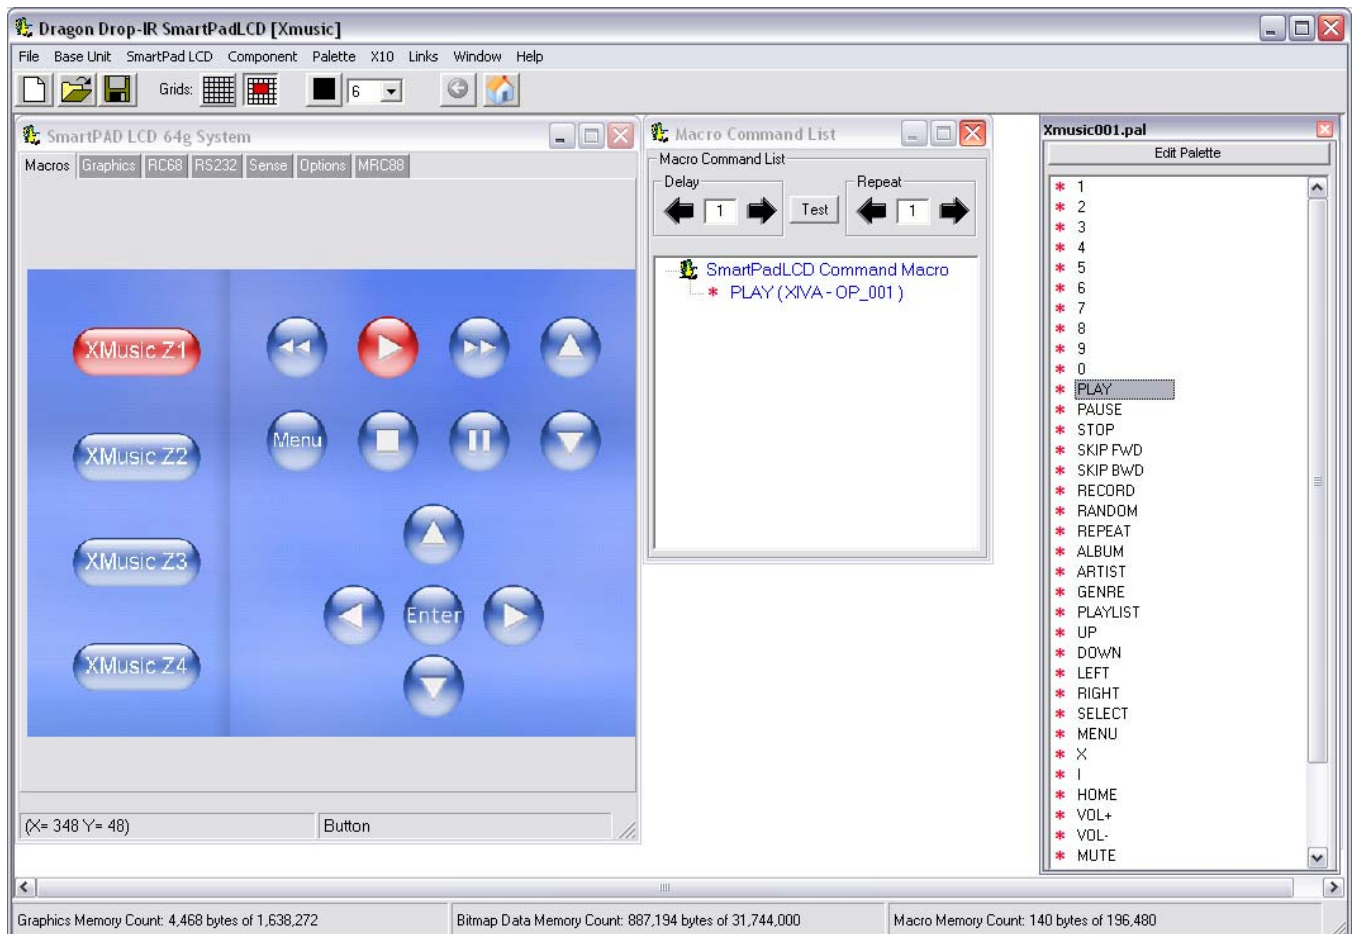 Dragon Drop-IR SmartPadLCD [Xmusic]
File Base Unit SmartPad LCD Component Palette X10 Links Window Help
Grids: 6
SmartPAD LCD 64g System
Macros Graphics RC68 RS232 Sense Options MRC88
XMusic Z1
Menu
XMusic Z2
XMusic Z3
Enter
XMusic Z4
(X= 348 Y= 48) Button
Macro Command List
Macro Command List
Delay Repeat
1 Test 1
SmartPadLCD Command Macro
* PLAY ( XIVA - OP_001 )
Xmusic001.pal
Edit Palette
* 1
* 2
* 3
* 4
* 5
* 6
* 7
* 8
* 9
* 0
* PLAY
* PAUSE
* STOP
* SKIP FWD
* SKIP BWD
* RECORD
* RANDOM
* REPEAT
* ALBUM
* ARTIST
* GENRE
* PLAYLIST
* UP
* DOWN
* LEFT
* RIGHT
* SELECT
* MENU
* X
* I
* HOME
* VOL+
* VOL-
* MUTE
Graphics Memory Count: 4,468 bytes of 1,638,272 Bitmap Data Memory Count: 887,194 bytes of 31,744,000 Macro Memory Count: 140 bytes of 196,480